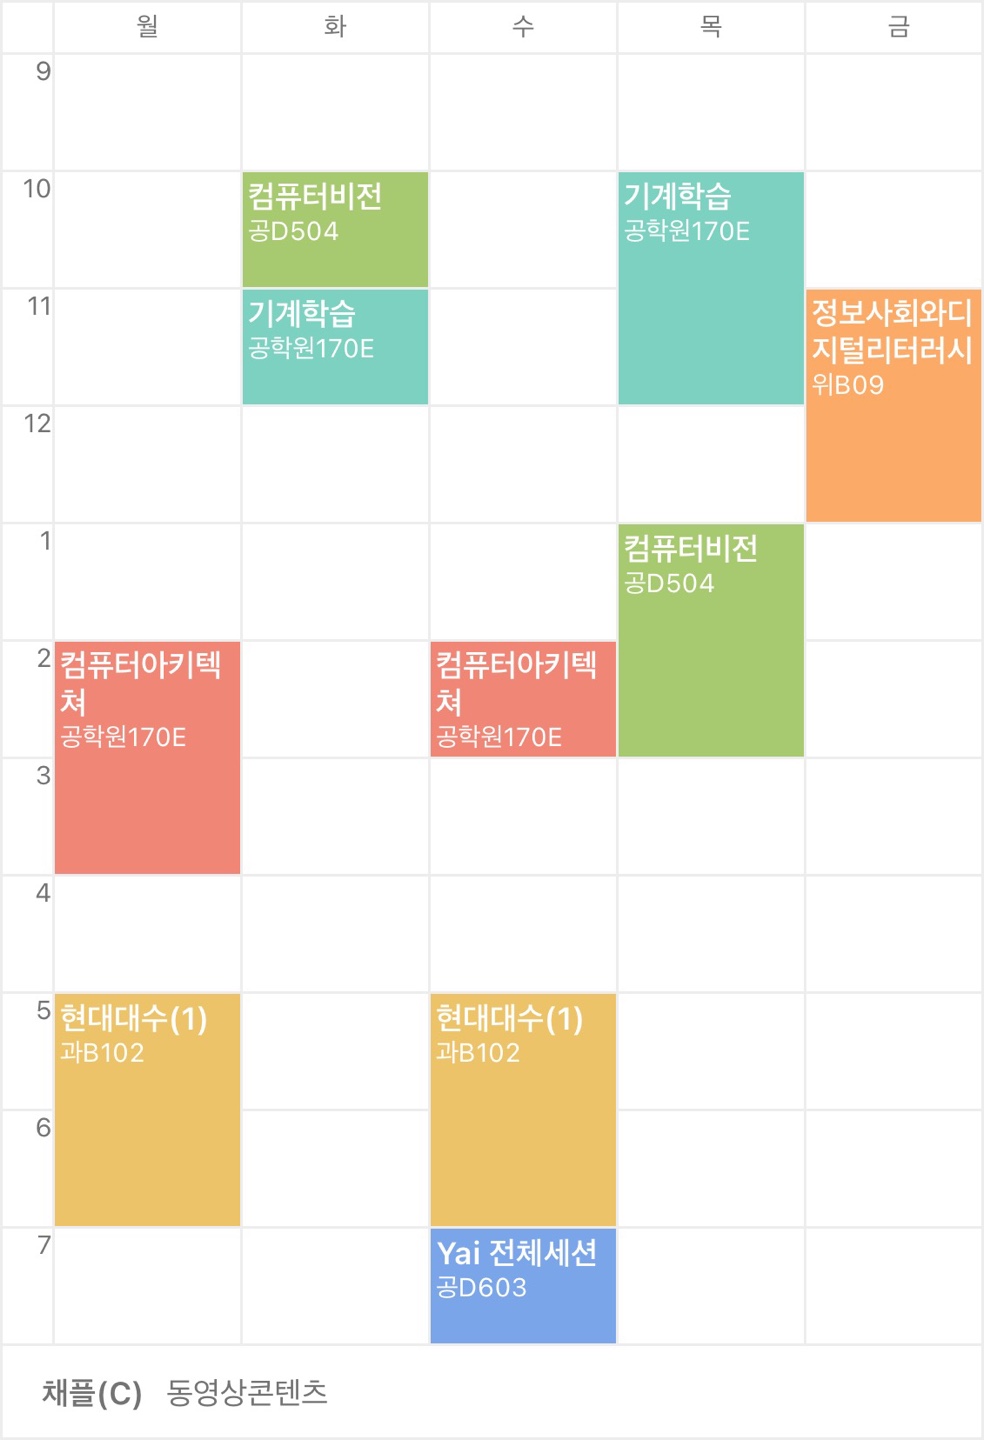 월 화 수 목 금
9
10
컴퓨터비전
공D504
기계학습
공학원170E
11
기계학습
공학원170E
정보사회와디
지털리터러시
위B09
12
1
컴퓨터비전
공D504
2
컴퓨터아키텍
쳐
공학원170E
컴퓨터아키텍
쳐
공학원170E
3
4
5
현대대수(1)
과B102
현대대수(1)
과B102
6
7
Yai 전체세션
공D603
채플(C) 동영상콘텐츠